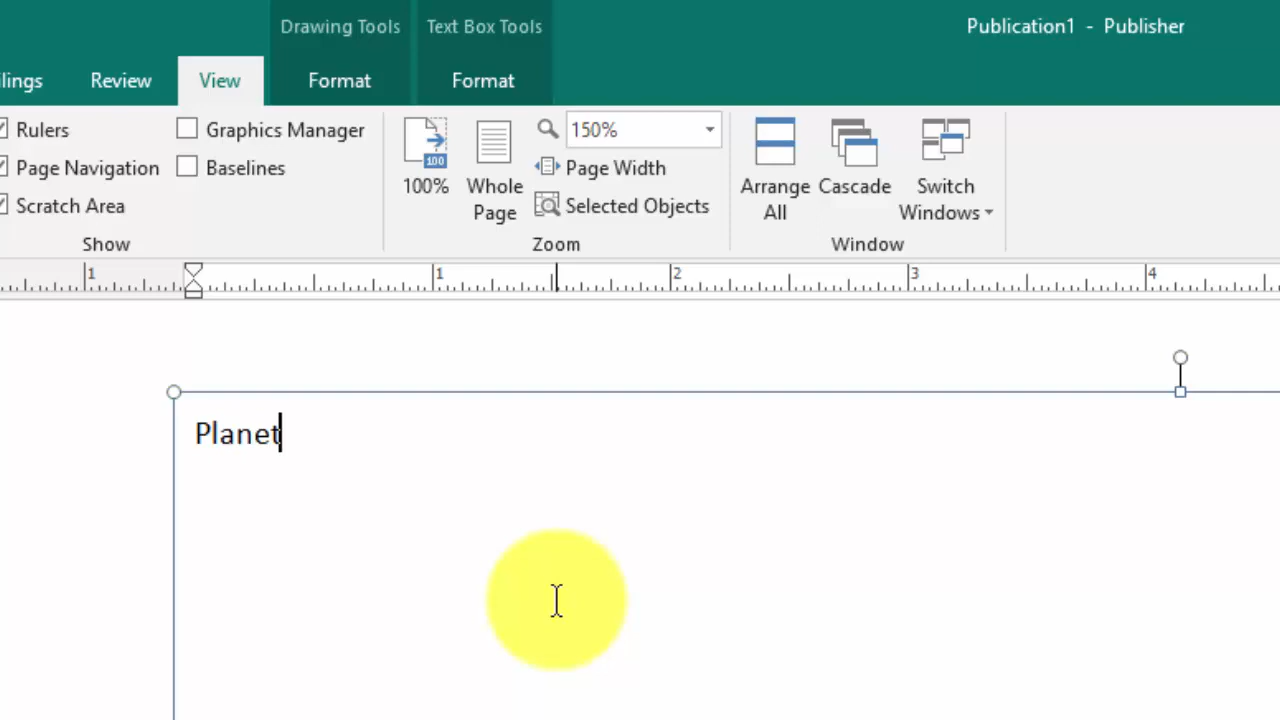 Drawing Tools Text Box Tools Publication1 - Publisher
ilings Review View Format Format
Rulers Graphics Manager 150%
Page Navigation Baselines Page Width
Scratch Area Selected Objects
100% Whole Page Arrange All Cascade Switch Windows
Show Zoom Window
1 1 2 3 4
Planet
100